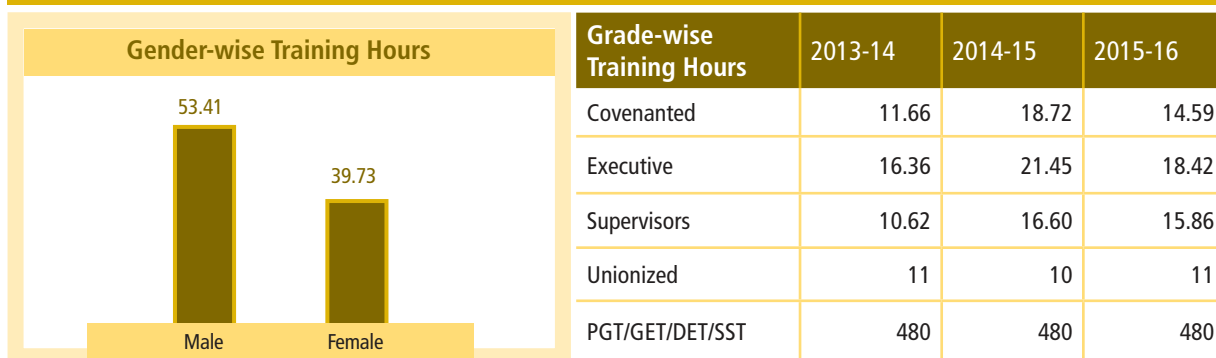 Gender-wise Training Hours
53.41
39.73
Male Female
Grade-wise
Training Hours 2013-14 2014-15 2015-16
Covenanted 11.66 18.72 14.59
Executive 16.36 21.45 18.42
Supervisors 10.62 16.60 15.86
Unionized 11 10 11
PGT/GET/DET/SST 480 480 480